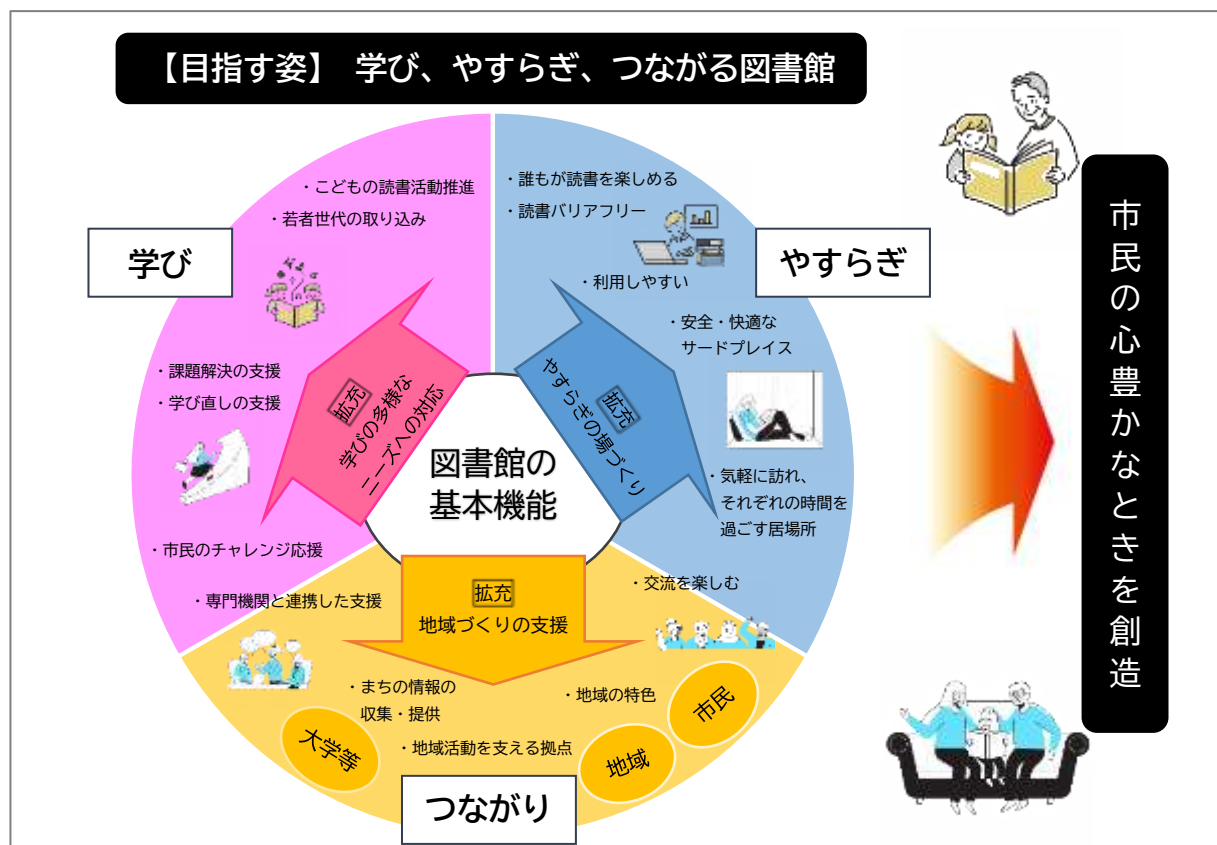 【目指す姿】 学び、やすらぎ、つながる図書館
学び
・こどもの読書活動推進
・若者世代の取り込み
・課題解決の支援
・学び直しの支援
・市民のチャレンジ応援
拡充
学びの多様な
ニーズへの対応
やすらぎ
・誰もが読書を楽しめる
・読書バリアフリー
・利用しやすい
・安全・快適な
サードプレイス
・気軽に訪れ、
それぞれの時間を
過ごす居場所
拡充
やすらぎの場づくり
図書館の
基本機能
拡充
地域づくりの支援
・専門機関と連携した支援
・交流を楽しむ
・まちの情報の
収集・提供
・地域の特色
・地域活動を支える拠点
大学等
地域
市民
つながり
市民の心豊かなときを創造